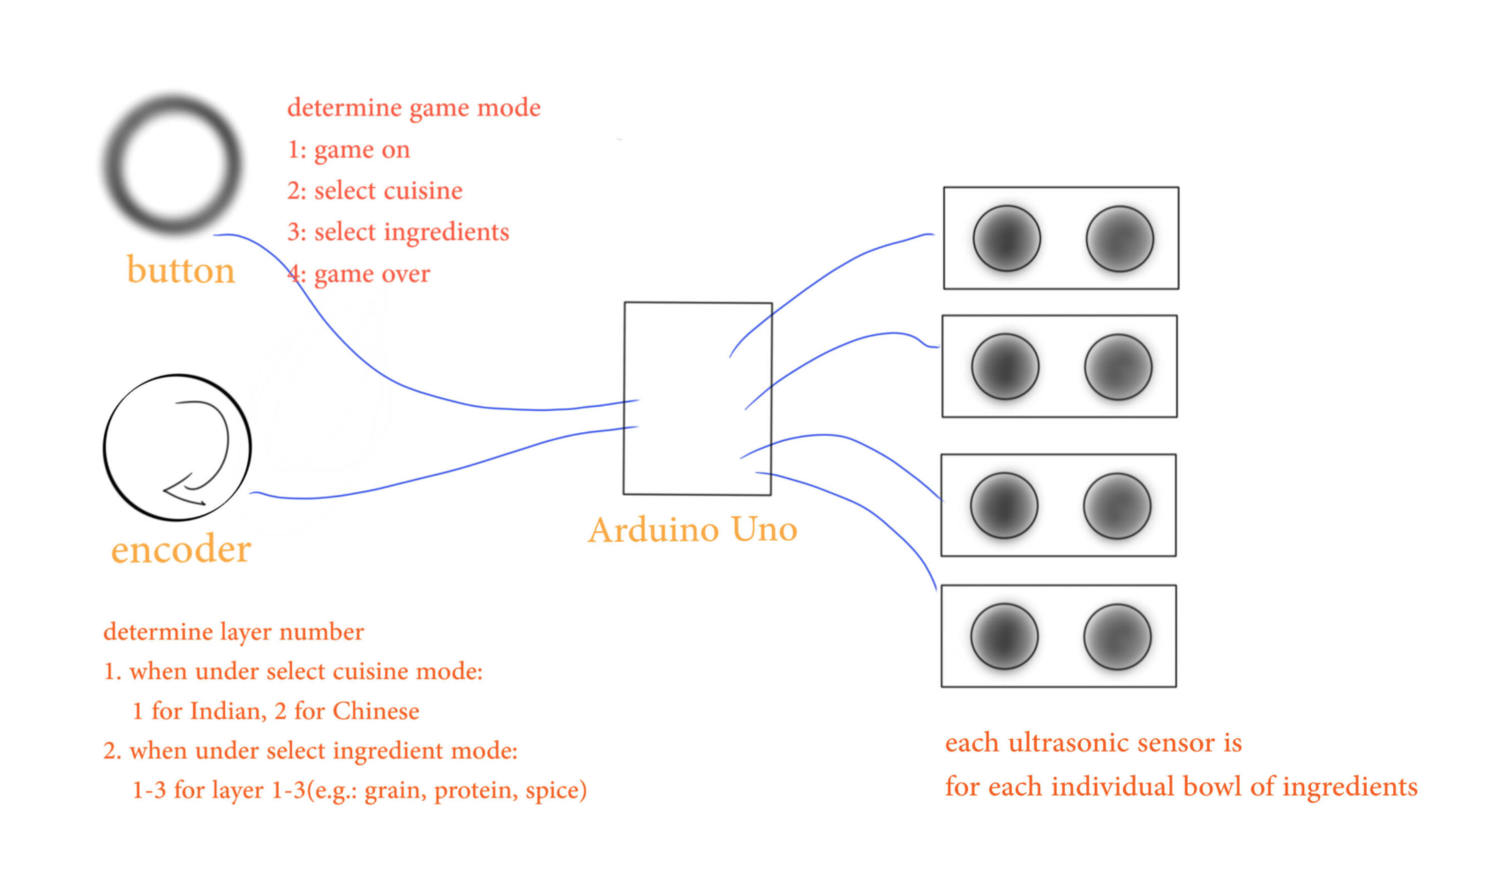 determine game mode
1: game on
2: select cuisine
3: select ingredients
4: game over
button
encoder
Arduino Uno
determine layer number
1. when under select cuisine mode:
1 for Indian, 2 for Chinese
2. when under select ingredient mode:
1-3 for layer 1-3(e.g.: grain, protein, spice)
each ultrasonic sensor is
for each individual bowl of ingredients